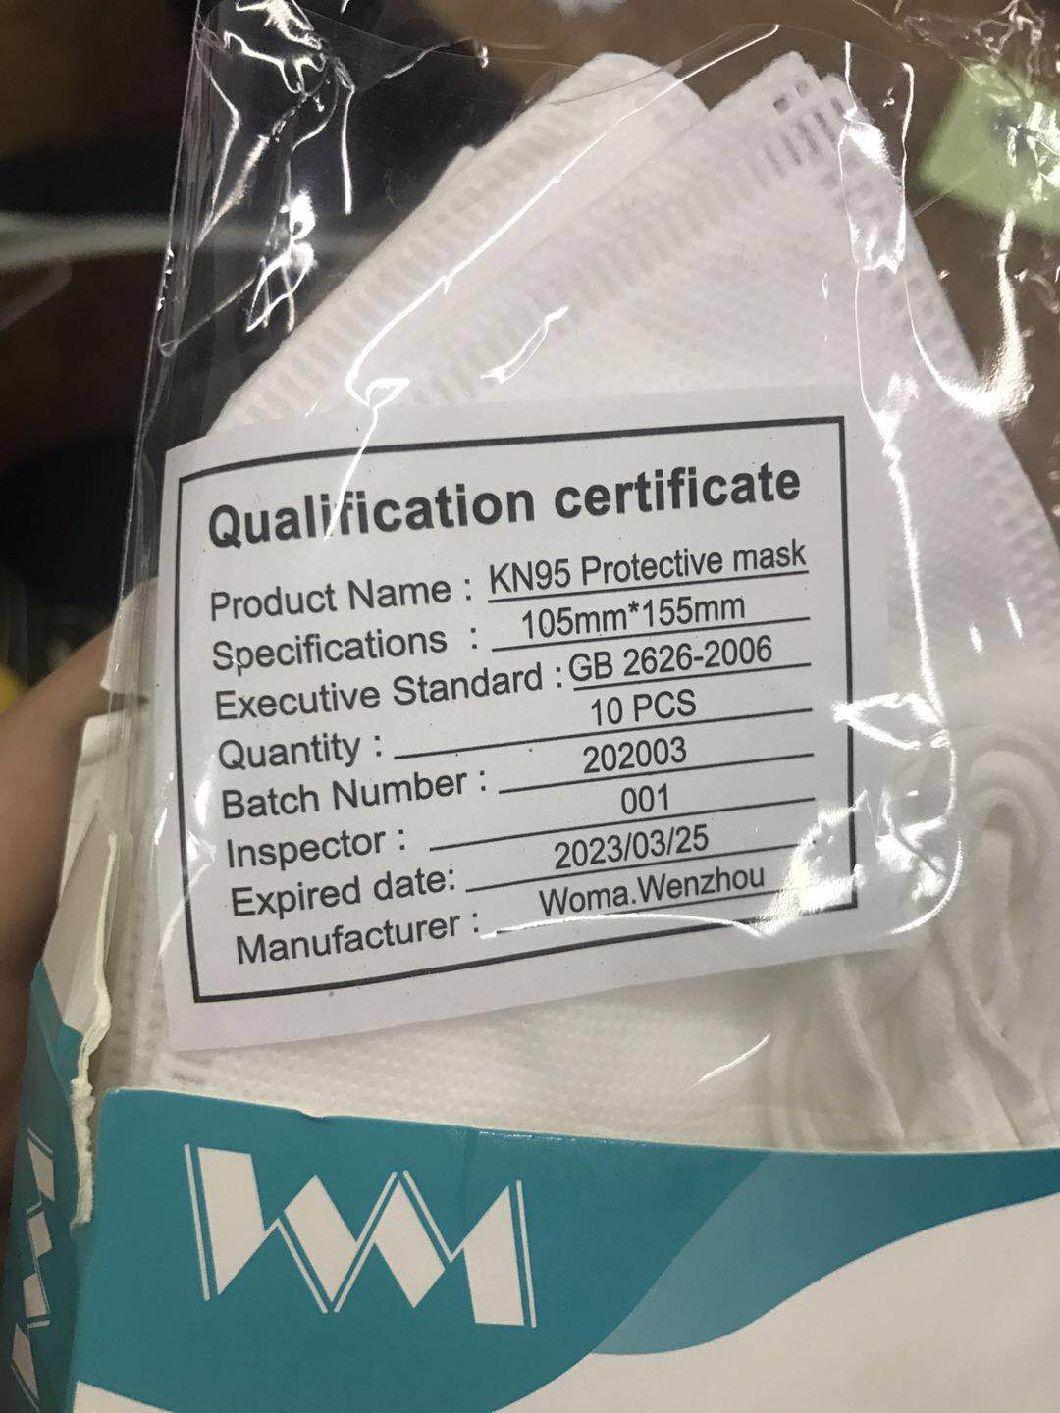 Qualification certificate
Product Name : KN95 Protective mask
Specifications : 105mm*155mm
Executive Standard : GB 2626-2006
Quantity : 10 PCS
Batch Number : 202003
Inspector : 001
Expired date: 2023/03/25
Manufacturer : Woma.Wenzhou